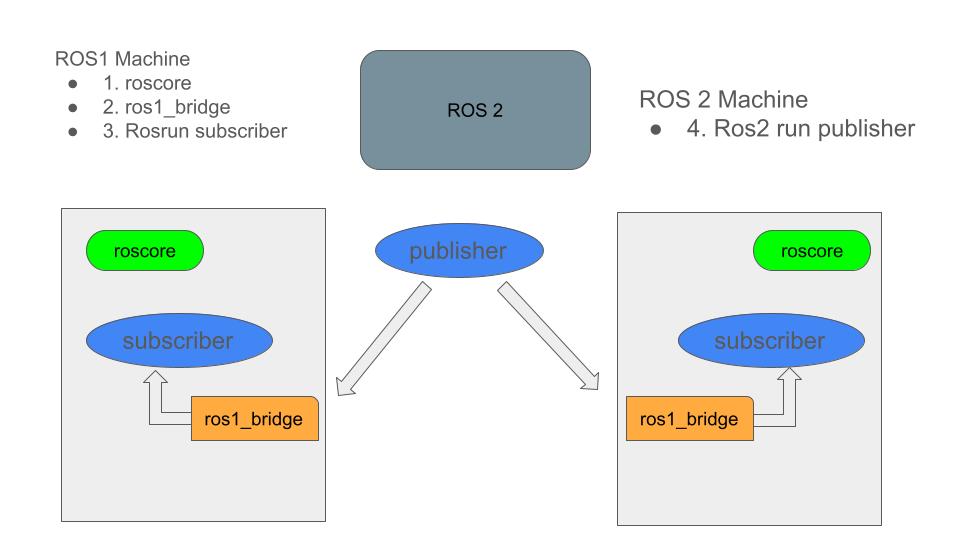 ROS1 Machine
● 1. roscore
● 2. ros1_bridge
● 3. Rosrun subscriber
ROS 2
ROS 2 Machine
● 4. Ros2 run publisher
roscore
subscriber
ros1_bridge
publisher
roscore
subscriber
ros1_bridge